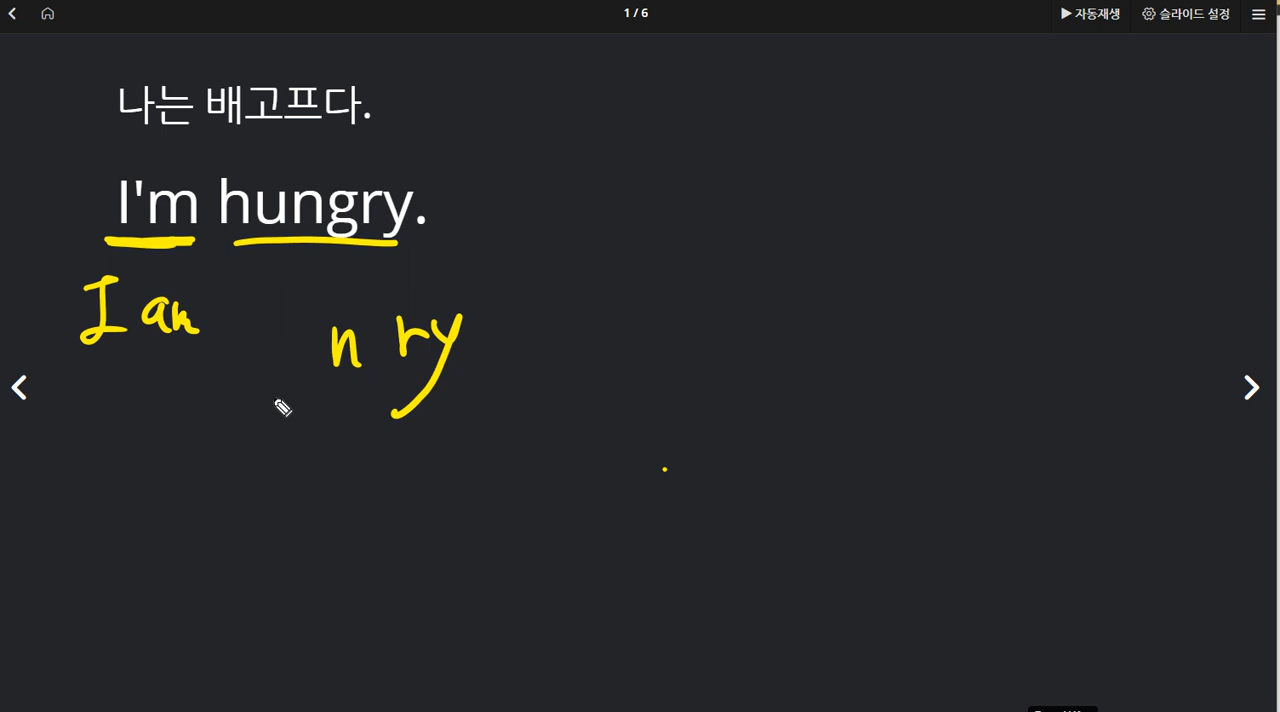 1 / 6
▶ 자동재생
슬라이드 설정
나는 배고프다.
I'm hungry.
I am
n ry